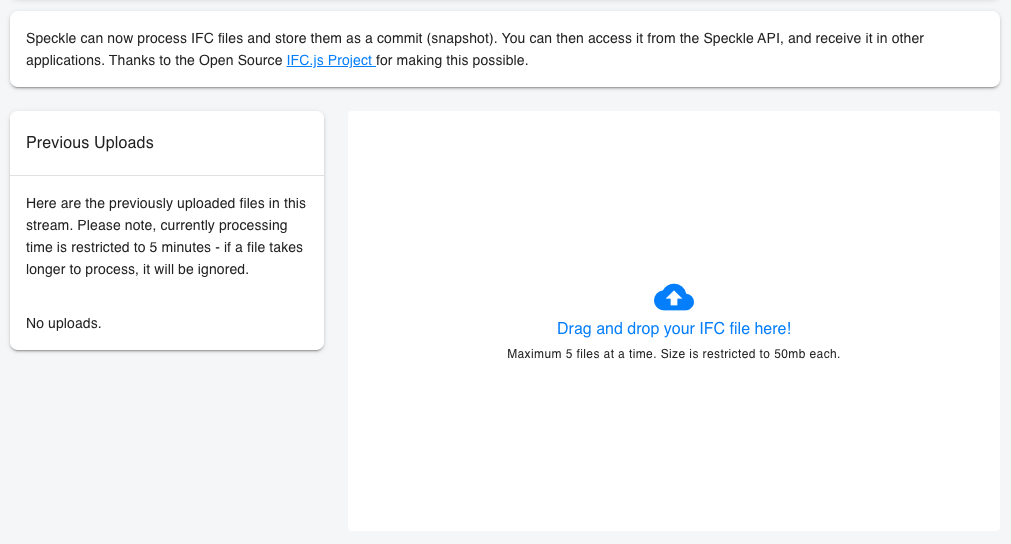 Speckle can now process IFC files and store them as a commit (snapshot). You can then access it from the Speckle API, and receive it in other
applications. Thanks to the Open Source IFC.js Project for making this possible.
Previous Uploads
Here are the previously uploaded files in this
stream. Please note, currently processing
time is restricted to 5 minutes - if a file takes
longer to process, it will be ignored.
No uploads.
Drag and drop your IFC file here!
Maximum 5 files at a time. Size is restricted to 50mb each.